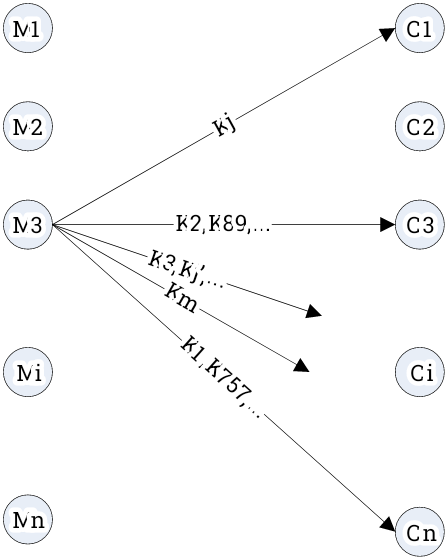 M1
C1
Kj
M2
C2
M3
K2,K89,...
C3
K3,Kj',...
Km
Mi
K1,K757,...
Ci
Mn
Cn